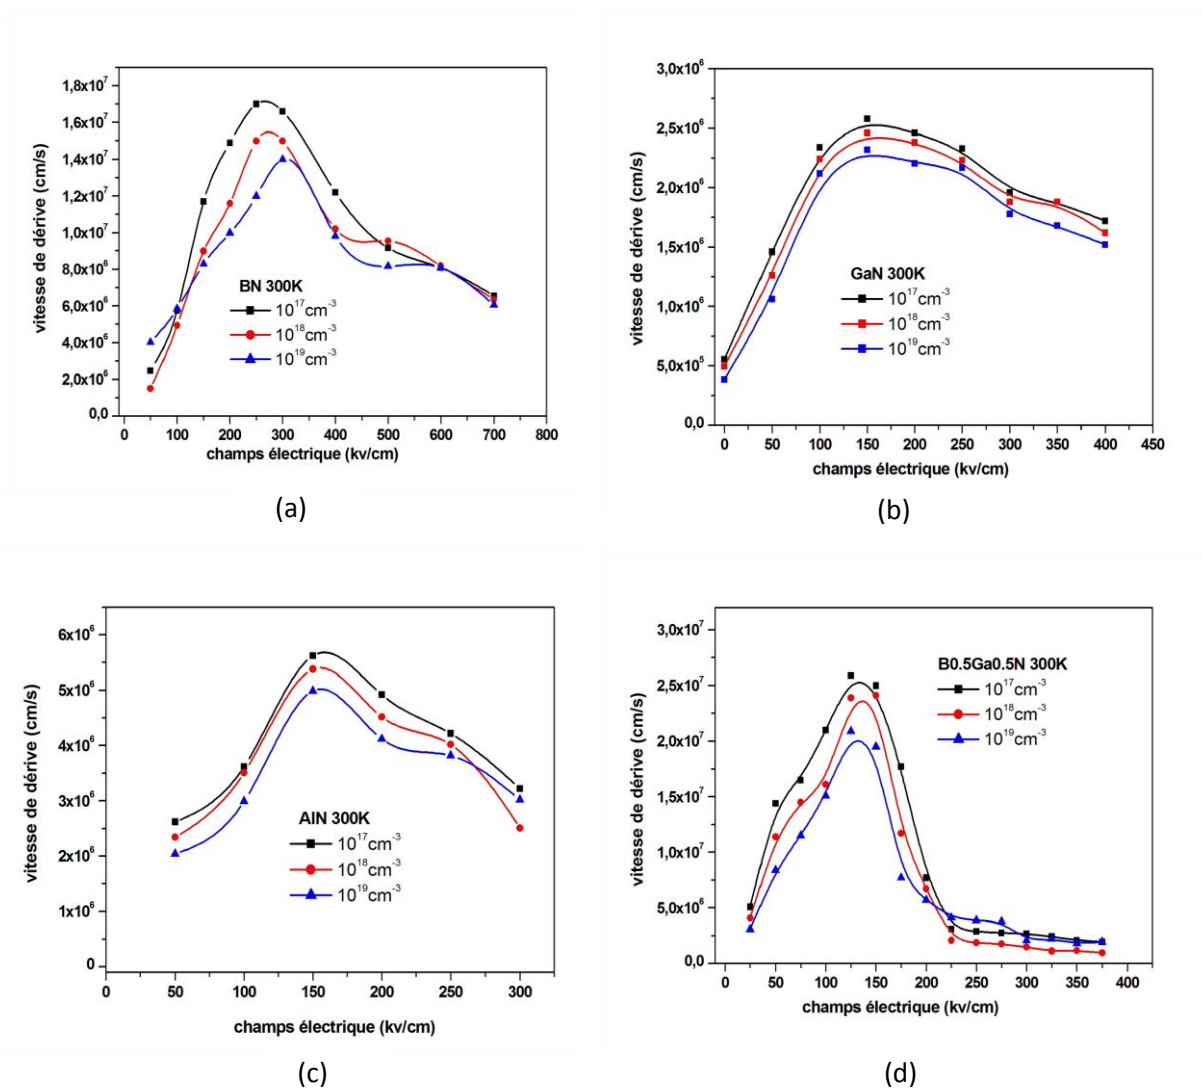 1,8x10⁷
1,6x10⁷
1,4x10⁷
1,2x10⁷
1,0x10⁷
8,0x10⁶
6,0x10⁶
4,0x10⁶
2,0x10⁶
0,0
vitesse de dérive (cm/s)
BN 300K
10¹⁷cm⁻³
10¹⁸cm⁻³
10¹⁹cm⁻³
0 100 200 300 400 500 600 700 800
champs électrique (kv/cm)
(a)
3,0x10⁶
2,5x10⁶
2,0x10⁶
1,5x10⁶
1,0x10⁶
5,0x10⁵
0,0
vitesse de dérive (cm/s)
GaN 300K
10¹⁷cm⁻³
10¹⁸cm⁻³
10¹⁹cm⁻³
0 50 100 150 200 250 300 350 400 450
champs électrique (kv/cm)
(b)
6x10⁶
5x10⁶
4x10⁶
3x10⁶
2x10⁶
1x10⁶
0
vitesse de dérive (cm/s)
AlN 300K
10¹⁷cm⁻³
10¹⁸cm⁻³
10¹⁹cm⁻³
50 100 150 200 250 300
champs électrique (kv/cm)
(c)
3,0x10⁷
2,5x10⁷
2,0x10⁷
1,5x10⁷
1,0x10⁷
5,0x10⁶
0,0
vitesse de dérive (cm/s)
B0.5Ga0.5N 300K
10¹⁷cm⁻³
10¹⁸cm⁻³
10¹⁹cm⁻³
0 50 100 150 200 250 300 350 400
champs électrique (kv/cm)
(d)